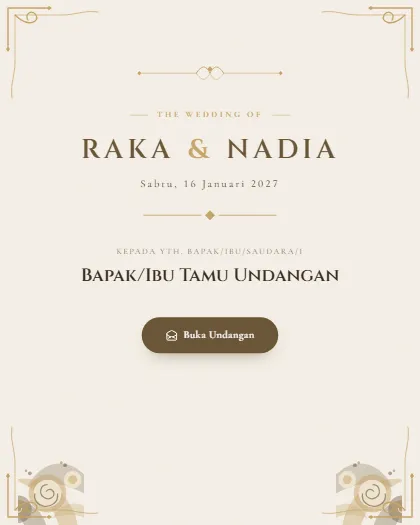 THE WEDDING OF
RAKA & NADIA
Sabtu, 16 Januari 2027
KEPADA YTH. BAPAK/IBU/SAUDARA/I
Bapak/Ibu Tamu Undangan
Buka Undangan